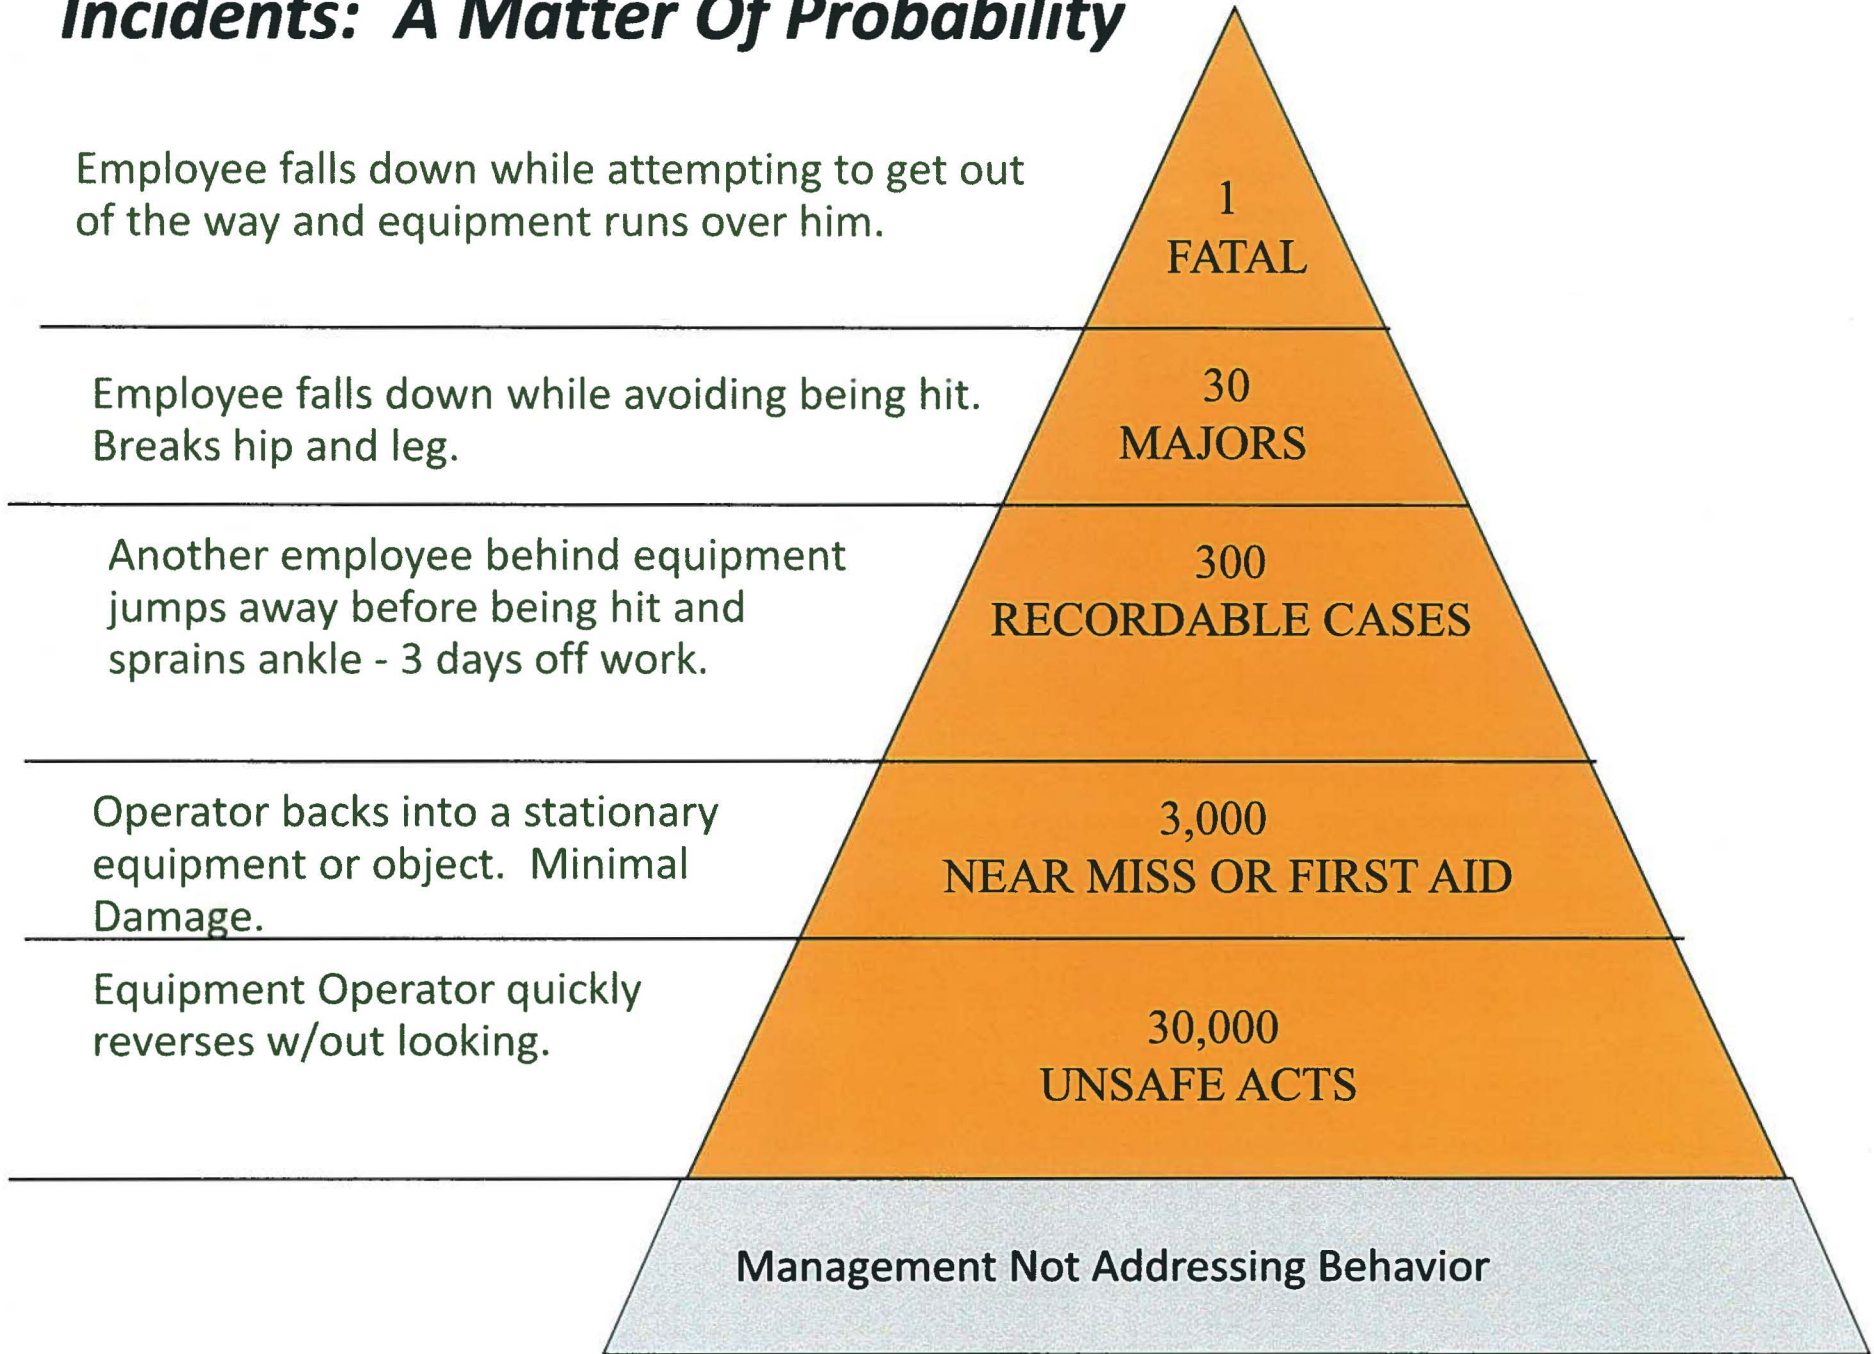 Incidents: A Matter Of Probability
Employee falls down while attempting to get out
of the way and equipment runs over him.
1
FATAL
Employee falls down while avoiding being hit.
Breaks hip and leg.
30
MAJORS
Another employee behind equipment
jumps away before being hit and
sprains ankle - 3 days off work.
300
RECORDABLE CASES
Operator backs into a stationary
equipment or object. Minimal
Damage.
3,000
NEAR MISS OR FIRST AID
Equipment Operator quickly
reverses w/out looking.
30,000
UNSAFE ACTS
Management Not Addressing Behavior